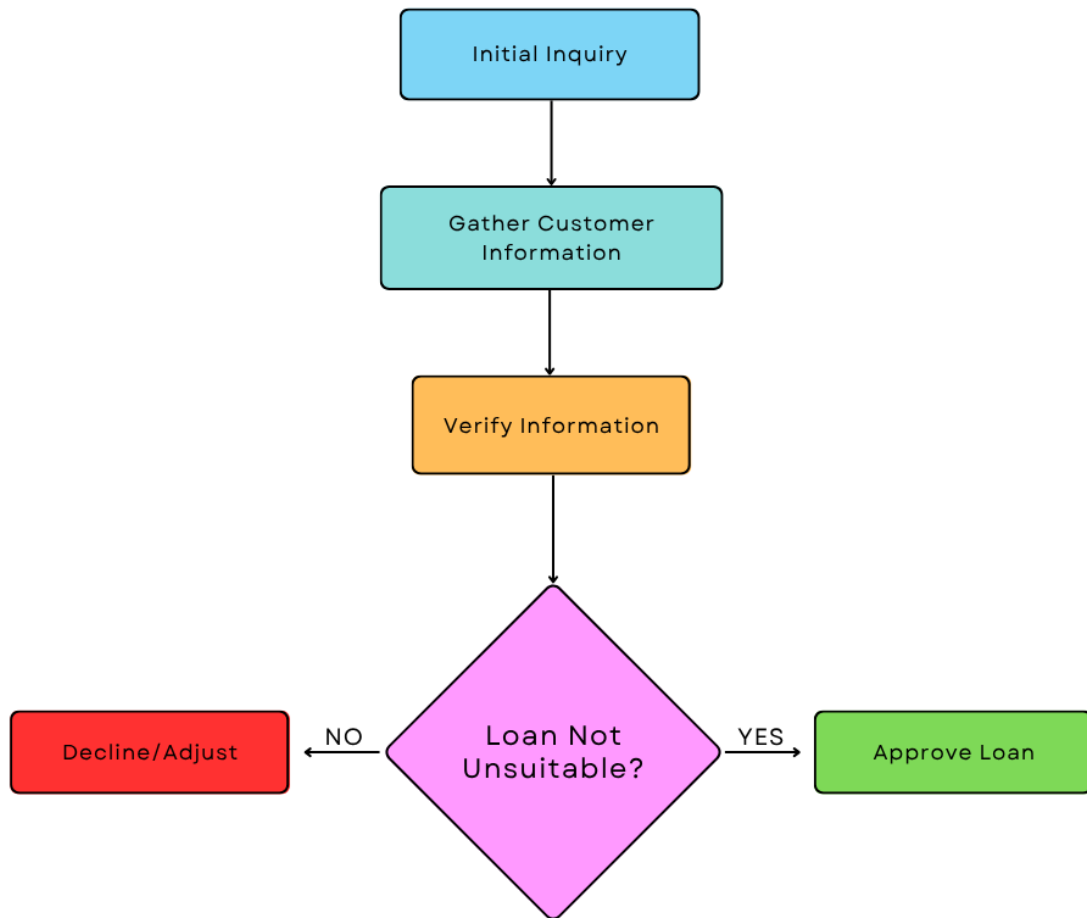 Initial Inquiry
Gather Customer
Information
Verify Information
Loan Not
Unsuitable?
NO
YES
Decline/Adjust
Approve Loan